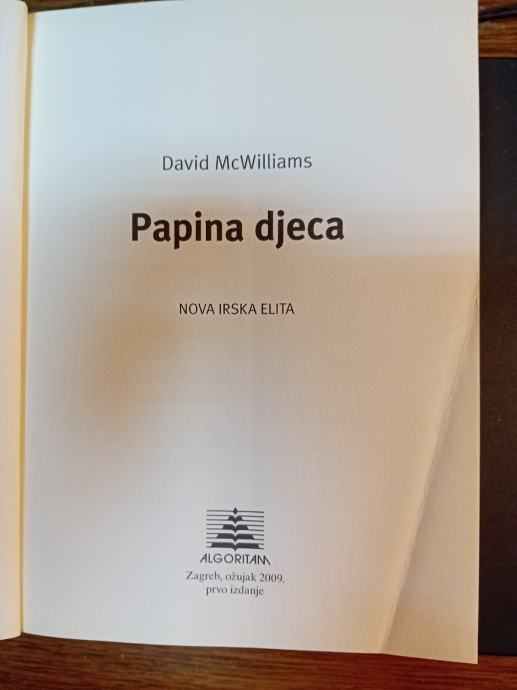 David McWilliams
Papina djeca
NOVA IRSKA ELITA
ALGORITAM
Zagreb, ožujak 2009.
prvo izdanje